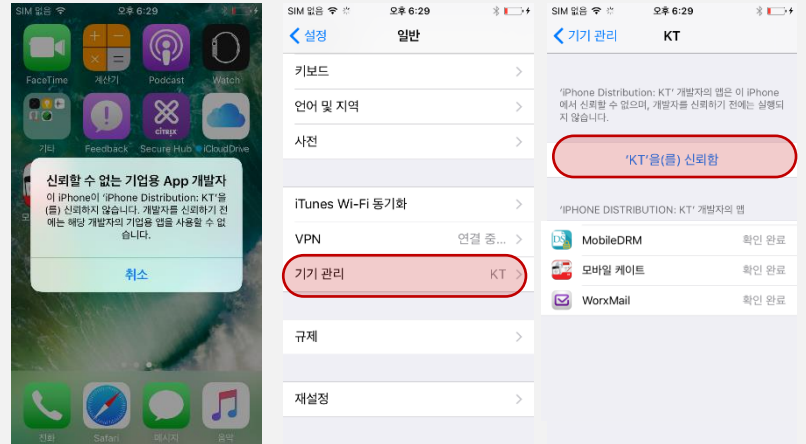 SIM 없음 오후 6:29
FaceTime 계산기 Podcast Watch
citrix
기타 Feedback Secure Hub iCloudDrive
신뢰할 수 없는 기업용 App 개발자
이 iPhone이 'iPhone Distribution: KT'을
(를) 신뢰하지 않습니다. 개발자를 신뢰하기 전
에는 해당 개발자의 기업용 앱을 사용할 수 없
습니다.
취소
전화 Safari 메시지 음악
SIM 없음 오후 6:29
설정 일반
키보드
언어 및 지역
사전
iTunes Wi-Fi 동기화
VPN 연결 중...
기기 관리 KT
규제
재설정
SIM 없음 오후 6:29
기기 관리 KT
'iPhone Distribution: KT' 개발자의 앱은 이 iPhone
에서 신뢰할 수 없으며, 개발자를 신뢰하기 전에는 실행되
지 않습니다.
'KT'을(를) 신뢰함
'IPHONE DISTRIBUTION: KT' 개발자의 앱
MobileDRM 확인 완료
모바일 케이트 확인 완료
WorxMail 확인 완료